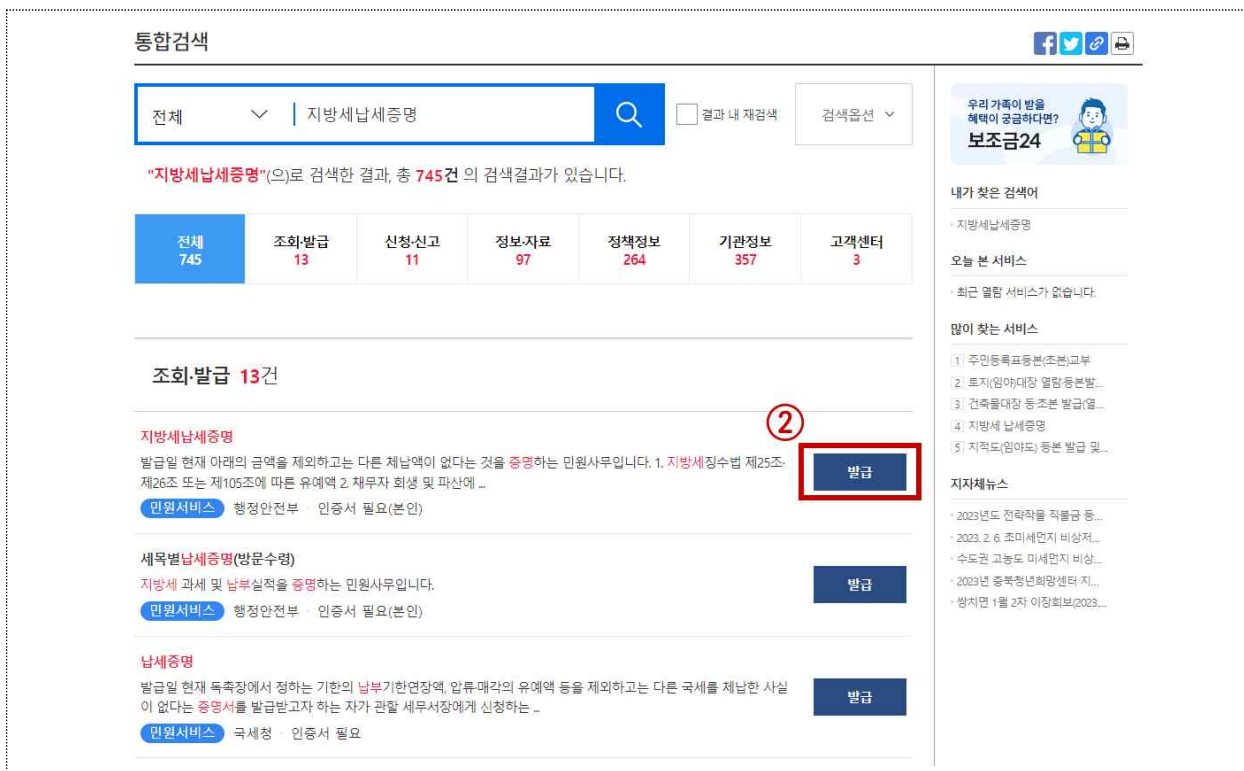 통합검색
전체
지방세납세증명
결과 내 재검색
검색옵션
"지방세납세증명"(으)로 검색한 결과, 총 745건 의 검색결과가 있습니다.
전체
745
조회·발급
13
신청·신고
11
정보·자료
97
정책정보
264
기관정보
357
고객센터
3
조회·발급 13건
②
지방세납세증명
발급일 현재 아래의 금액을 제외하고는 다른 체납액이 없다는 것을 증명하는 민원사무입니다. 1. 지방세징수법 제25조·
제26조 또는 제105조에 따른 유예액 2. 채무자 회생 및 파산에 ...
발급
민원서비스 행정안전부 · 인증서 필요(본인)
세목별납세증명(방문수령)
지방세 과세 및 납부실적을 증명하는 민원사무입니다.
발급
민원서비스 행정안전부 · 인증서 필요(본인)
납세증명
발급일 현재 독촉장에서 정하는 기한의 납부기한연장액, 압류·매각의 유예액 등을 제외하고는 다른 국세를 체납한 사실
이 없다는 증명서를 발급받고자 하는 자가 관할 세무서장에게 신청하는 ...
발급
민원서비스 국세청 · 인증서 필요
우리 가족이 받을
혜택이 궁금하다면?
보조금24
내가 찾은 검색어
· 지방세납세증명
오늘 본 서비스
· 최근 열람 서비스가 없습니다.
많이 찾는 서비스
1 주민등록표등본(초본)교부
2 토지(임야)대장 열람·등본발...
3 건축물대장 등·초본 발급(열...
4 지방세 납세증명
5 지적도(임야도) 등본 발급 및...
지자체뉴스
· 2023년도 전략작물 직불금 등...
· 2023. 2. 6. 초미세먼지 비상저...
· 수도권 고농도 미세먼지 비상...
· 2023년 충북청년희망센터 지...
· 쌍치면 1월 2차 이장회보(2023....